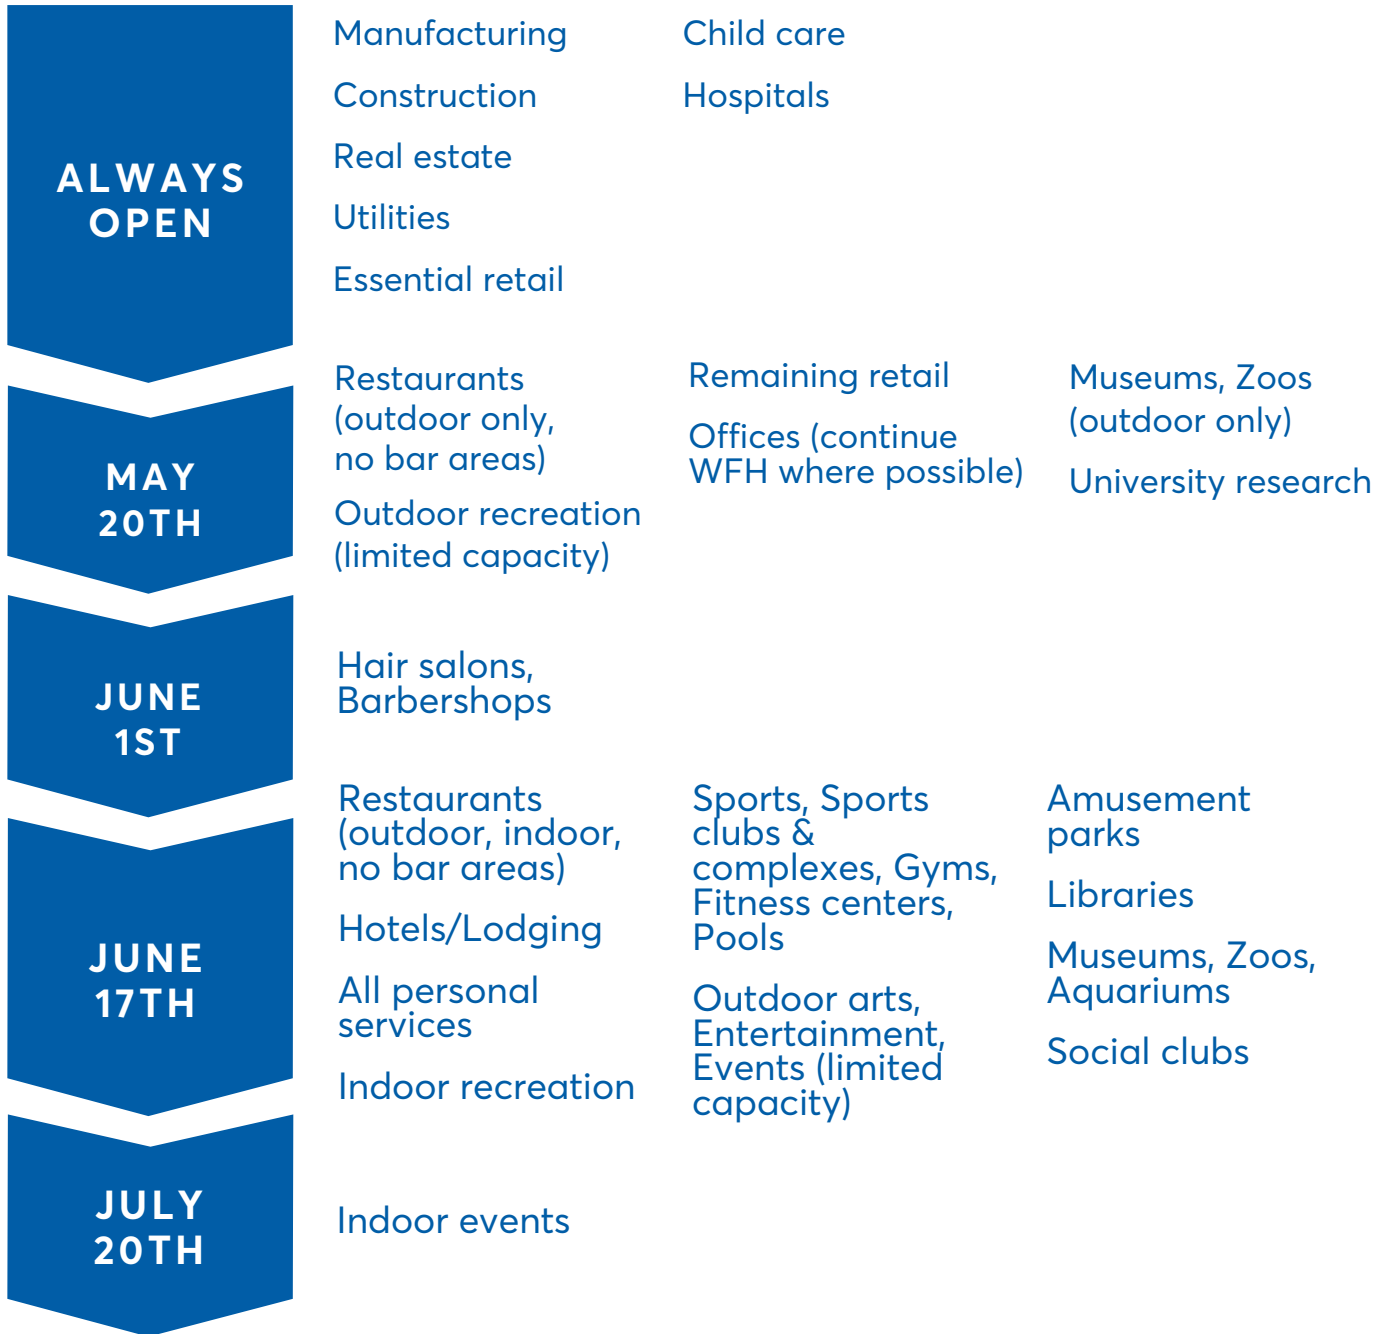 ALWAYS
OPEN
Manufacturing
Construction
Real estate
Utilities
Essential retail
Child care
Hospitals
MAY
20TH
Restaurants
(outdoor only,
no bar areas)
Outdoor recreation
(limited capacity)
Remaining retail
Offices (continue
WFH where possible)
Museums, Zoos
(outdoor only)
University research
JUNE
1ST
Hair salons,
Barbershops
JUNE
17TH
Restaurants
(outdoor, indoor,
no bar areas)
Hotels/Lodging
All personal
services
Indoor recreation
Sports, Sports
clubs &
complexes, Gyms,
Fitness centers,
Pools
Outdoor arts,
Entertainment,
Events (limited
capacity)
Amusement
parks
Libraries
Museums, Zoos,
Aquariums
Social clubs
JULY
20TH
Indoor events